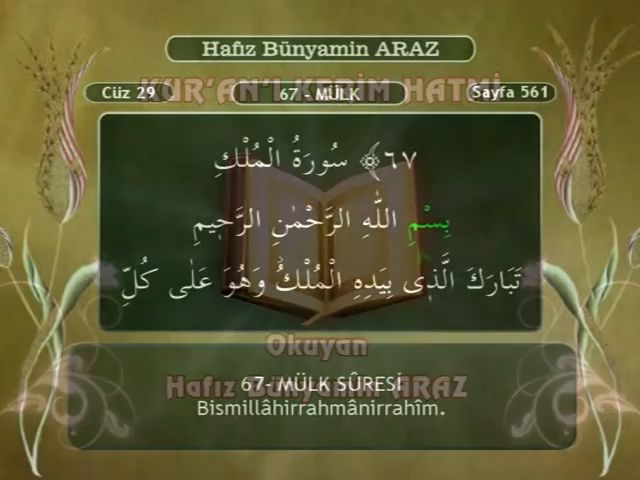 Hafız Bünyamin ARAZ
KUR'AN'I KERİM HATMİ
Cüz 29
67 - MÜLK
Sayfa 561
﴿٦٧ سُورَةُ الْمُلْكِ
بِسْمِ اللّٰهِ الرَّحْمٰنِ الرَّح۪يمِ
تَبَارَكَ الَّذ۪ي بِيَدِهِ الْمُلْكُۘ وَهُوَ عَلٰى كُلِّ
Okuyan
67- MÜLK SÛRESİ
Hafız Bünyamin ARAZ
Bismillâhirrahmânirrahîm.